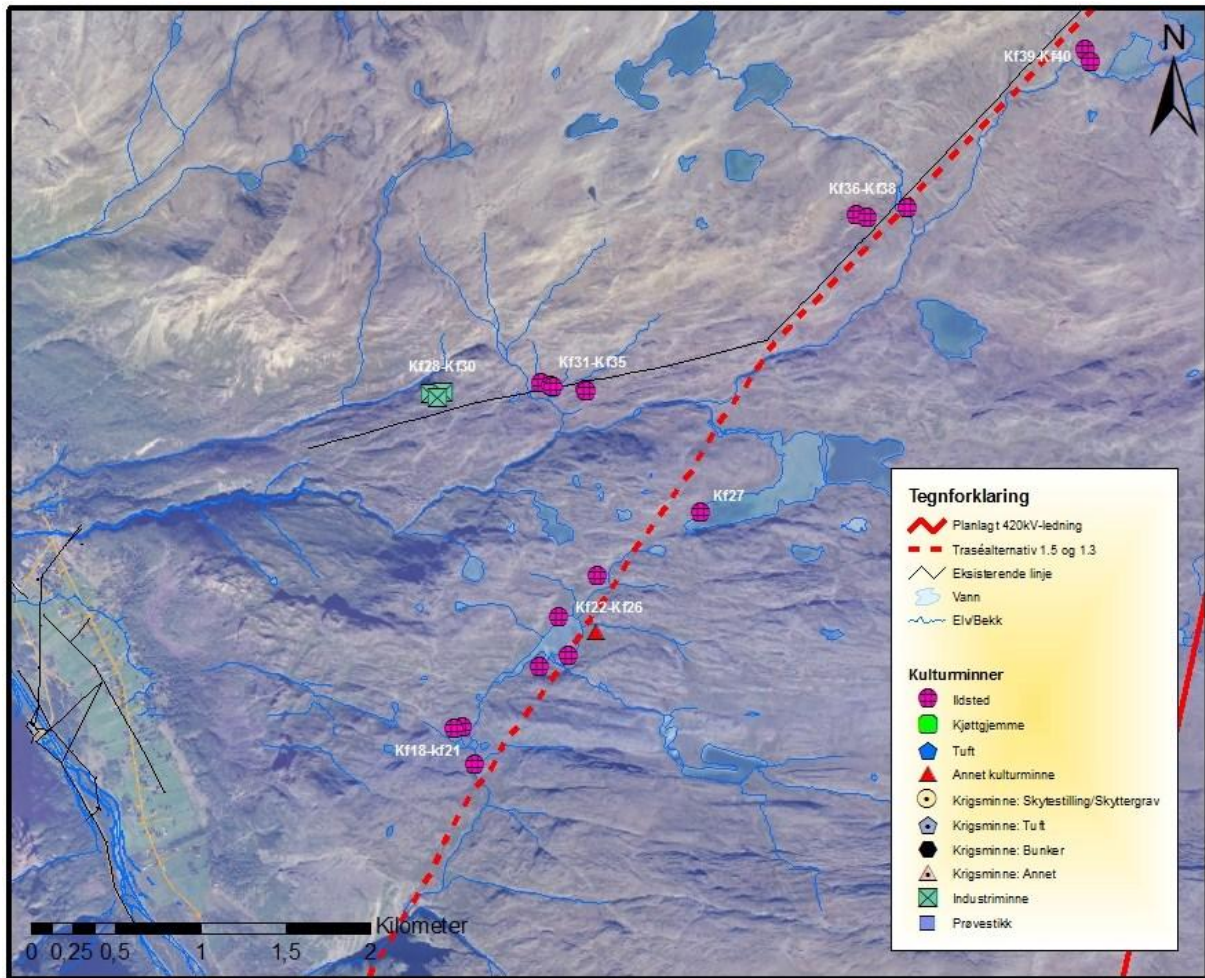 Kf39-Kf40
N
Kf36-Kf38
Kf28-Kf30
Kf31-Kf35
Kf27
Kf22-Kf26
Kf18-kf21
Kilometer
0 0,25 0,5 1 1,5 2
Tegnforklaring
Planlagt 420kV-ledning
Traséalternativ 1.5 og 1.3
Eksisterende linje
Vann
Elv/Bekk
Kulturminner
Ildsted
Kjøttgjemme
Tuft
Annet kulturminne
Krigsminne: Skytestilling/Skyttergrav
Krigsminne: Tuft
Krigsminne: Bunker
Krigsminne: Annet
Industriminne
Prøvestikk